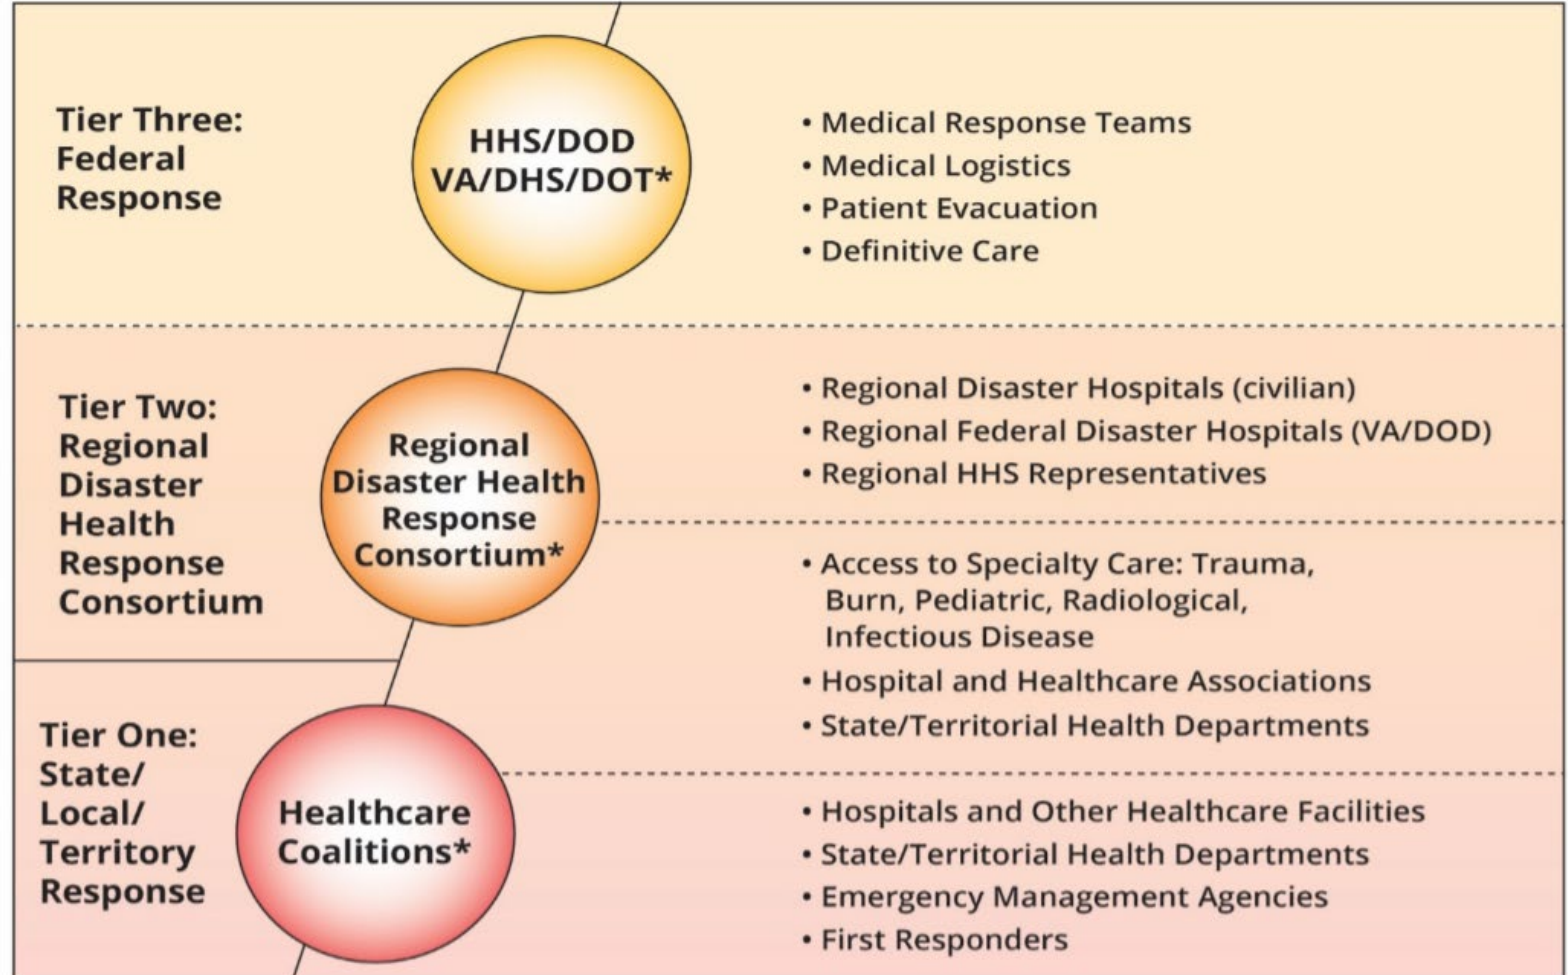 Tier Three:
Federal
Response
HHS/DOD
VA/DHS/DOT*
• Medical Response Teams
• Medical Logistics
• Patient Evacuation
• Definitive Care
Tier Two:
Regional
Disaster
Health
Response
Consortium
Regional
Disaster Health
Response
Consortium*
• Regional Disaster Hospitals (civilian)
• Regional Federal Disaster Hospitals (VA/DOD)
• Regional HHS Representatives
• Access to Specialty Care: Trauma,
Burn, Pediatric, Radiological,
Infectious Disease
• Hospital and Healthcare Associations
• State/Territorial Health Departments
Tier One:
State/
Local/
Territory
Response
Healthcare
Coalitions*
• Hospitals and Other Healthcare Facilities
• State/Territorial Health Departments
• Emergency Management Agencies
• First Responders